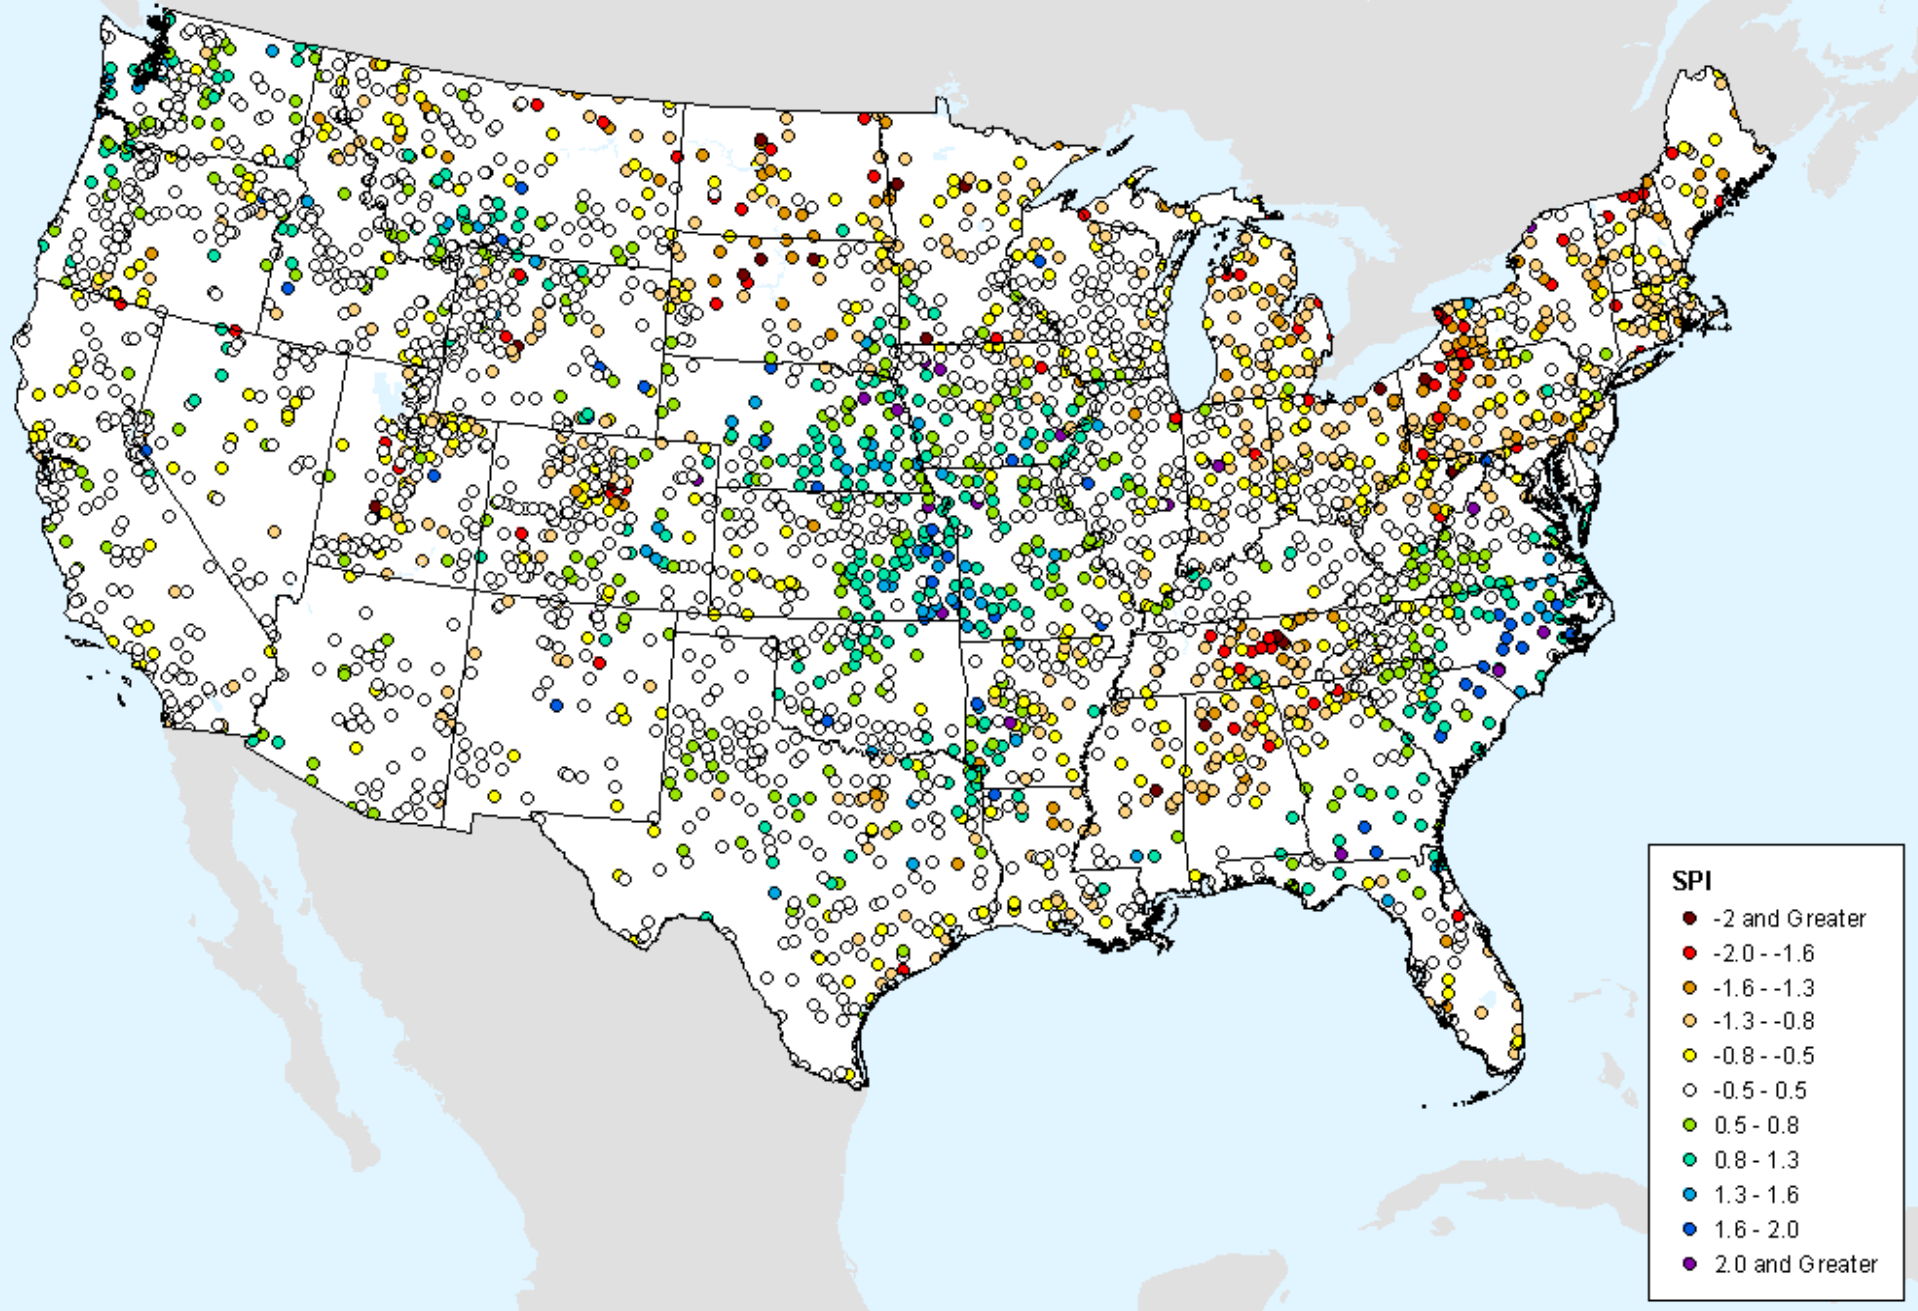 SPI
-2 and Greater
-2.0 - -1.6
-1.6 - -1.3
-1.3 - -0.8
-0.8 - -0.5
-0.5 - 0.5
0.5 - 0.8
0.8 - 1.3
1.3 - 1.6
1.6 - 2.0
2.0 and Greater